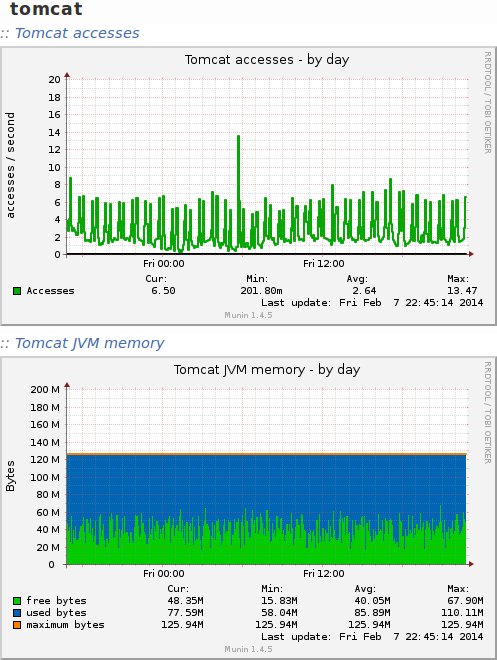 tomcat
:: Tomcat accesses
Tomcat accesses - by day
RRDTOOL / TOBI OETIKER
accesses / second
20
18
16
14
12
10
8
6
4
2
0
Fri 00:00 Fri 12:00
Cur: Min: Avg: Max:
Accesses 6.50 201.80m 2.64 13.47
Last update: Fri Feb 7 22:45:14 2014
Munin 1.4.5
:: Tomcat JVM memory
Tomcat JVM memory - by day
RRDTOOL / TOBI OETIKER
Bytes
200 M
180 M
160 M
140 M
120 M
100 M
80 M
60 M
40 M
20 M
0
Fri 00:00 Fri 12:00
Cur: Min: Avg: Max:
free bytes 48.35M 15.83M 40.05M 67.90M
used bytes 77.59M 58.04M 85.89M 110.11M
maximum bytes 125.94M 125.94M 125.94M 125.94M
Last update: Fri Feb 7 22:45:14 2014
Munin 1.4.5